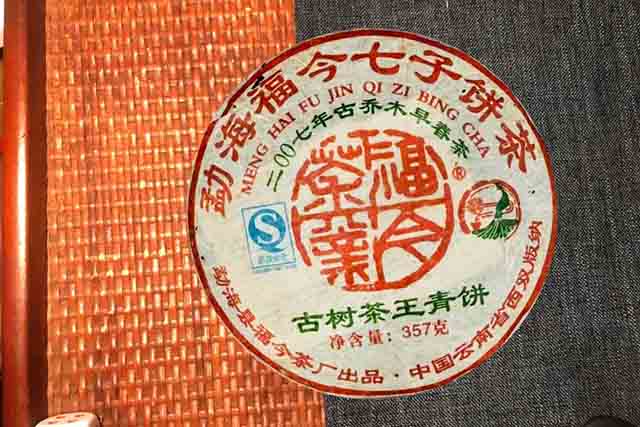 勐海福今七子饼茶
MENG HAI FU JIN QI ZI BING CHA
二〇〇七年古乔木早春茶
福今茶業
®
S
古树茶王青饼
净含量：357克
勐海县福今茶厂出品·中国云南省西双版纳